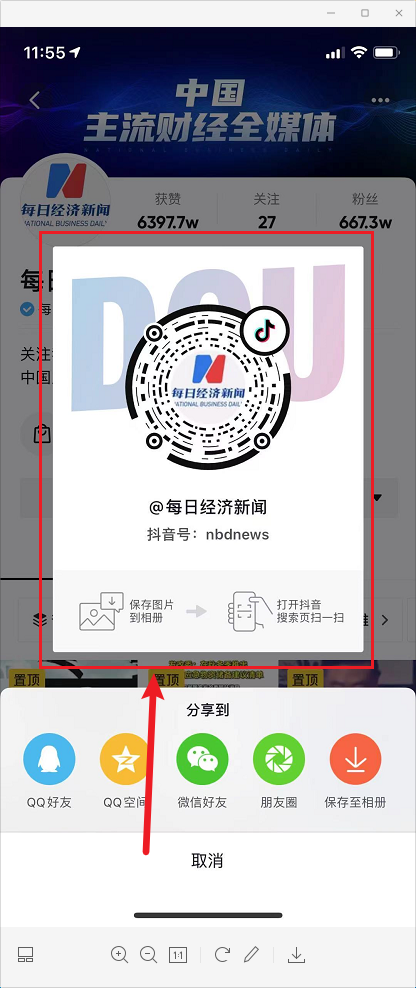 11:55
中国
主流财经全媒体
NATIONAL BUSINESS DAILY
每日经济新闻
NATIONAL BUSINESS DAILY
获赞 关注 粉丝
6397.7w 27 667.3w
每日
每
关注
中国
DOU
每日经济新闻
@每日经济新闻
抖音号：nbdnews
保存图片
到相册
打开抖音
搜索页扫一扫
置顶 置顶 置顶
分享到
QQ好友 QQ空间 微信好友 朋友圈 保存至相册
取消
1:1